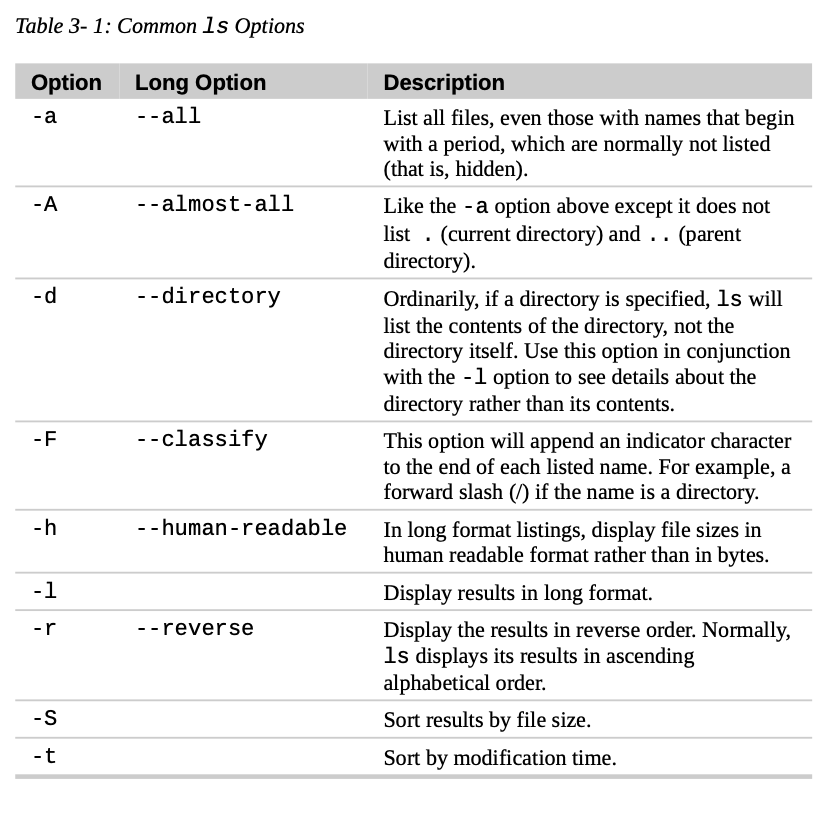 Table 3- 1: Common ls Options
Option Long Option Description
-a --all List all files, even those with names that begin
with a period, which are normally not listed
(that is, hidden).
-A --almost-all Like the -a option above except it does not
list . (current directory) and .. (parent
directory).
-d --directory Ordinarily, if a directory is specified, ls will
list the contents of the directory, not the
directory itself. Use this option in conjunction
with the -l option to see details about the
directory rather than its contents.
-F --classify This option will append an indicator character
to the end of each listed name. For example, a
forward slash (/) if the name is a directory.
-h --human-readable In long format listings, display file sizes in
human readable format rather than in bytes.
-l Display results in long format.
-r --reverse Display the results in reverse order. Normally,
ls displays its results in ascending
alphabetical order.
-S Sort results by file size.
-t Sort by modification time.